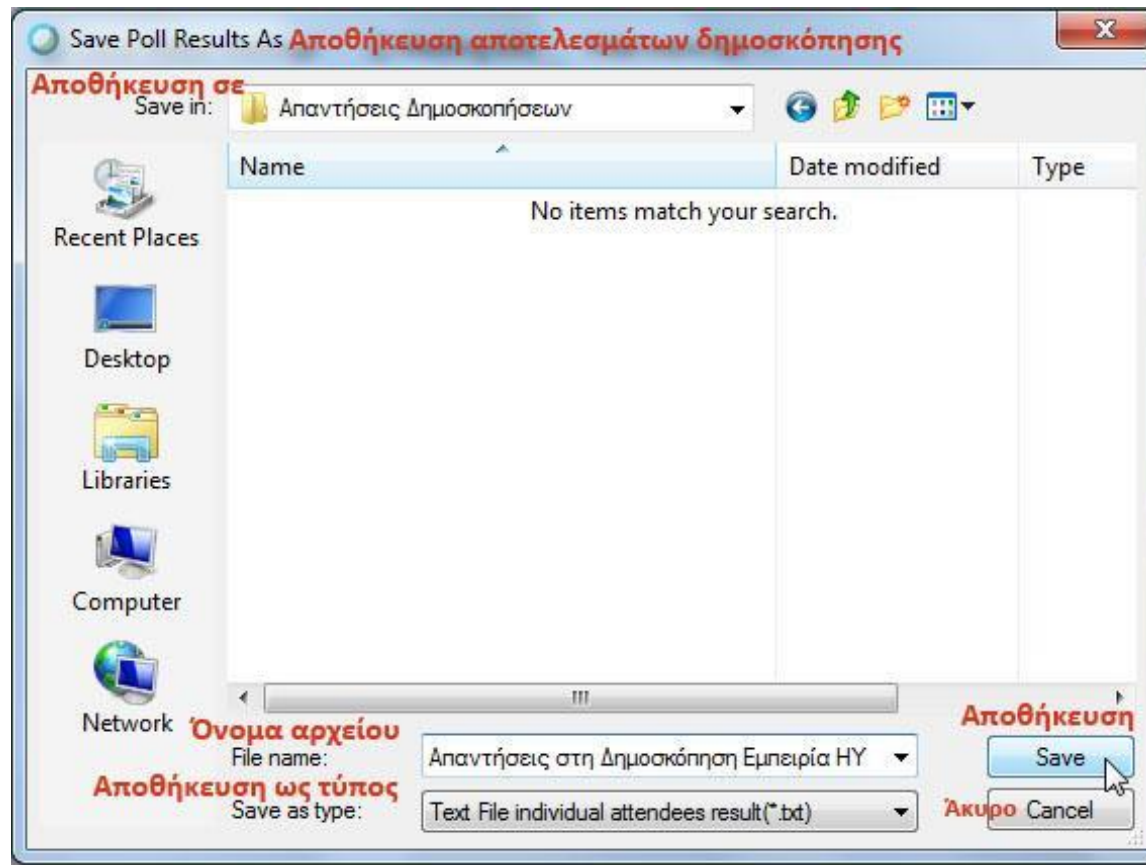 Save Poll Results As Αποθήκευση αποτελεσμάτων δημοσκόπησης
X
Αποθήκευση σε
Save in: Απαντήσεις Δημοσκοπήσεων
Name Date modified Type
No items match your search.
Recent Places
Desktop
Libraries
Computer
Network
Όνομα αρχείου
Αποθήκευση
File name: Απαντήσεις στη Δημοσκόπηση Εμπειρία ΗΥ Save
Αποθήκευση ως τύπος
Save as type: Text File individual attendees result(*.txt) Άκυρο Cancel